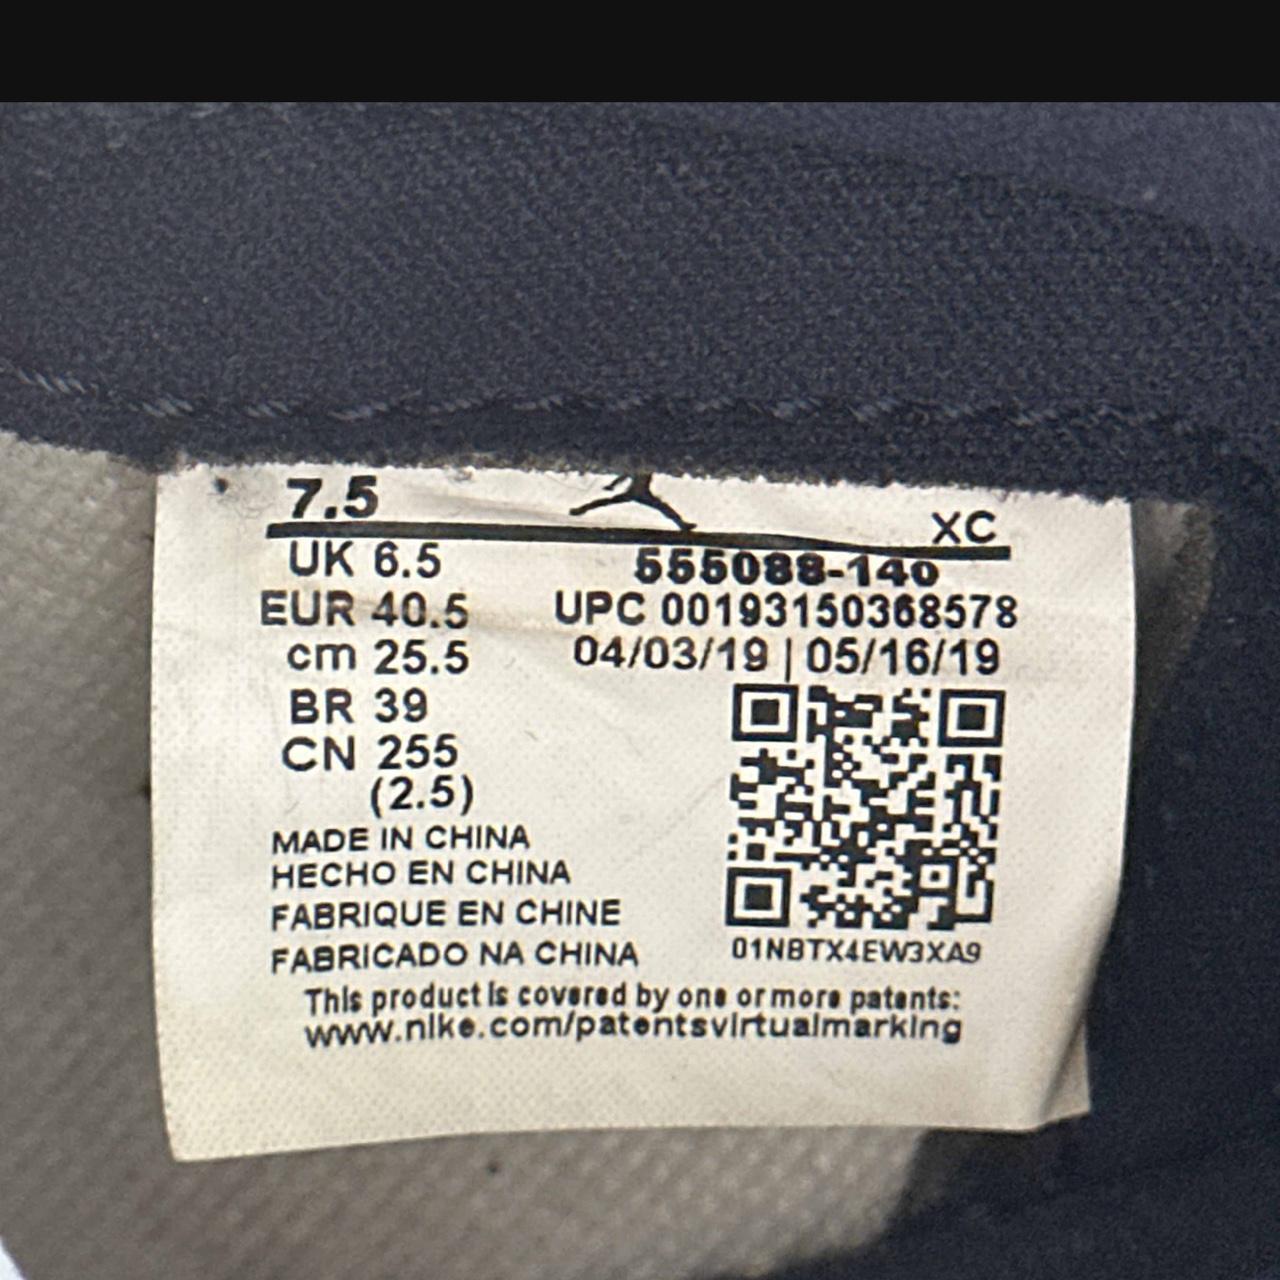 7.5
XC
UK 6.5
555088-140
EUR 40.5
UPC 00193150368578
cm 25.5
04/03/19 | 05/16/19
BR 39
CN 255
(2.5)
MADE IN CHINA
HECHO EN CHINA
FABRIQUE EN CHINE
FABRICADO NA CHINA
01NBTX4EW3XA9
This product is covered by one or more patents:
www.nike.com/patentsvirtualmarking